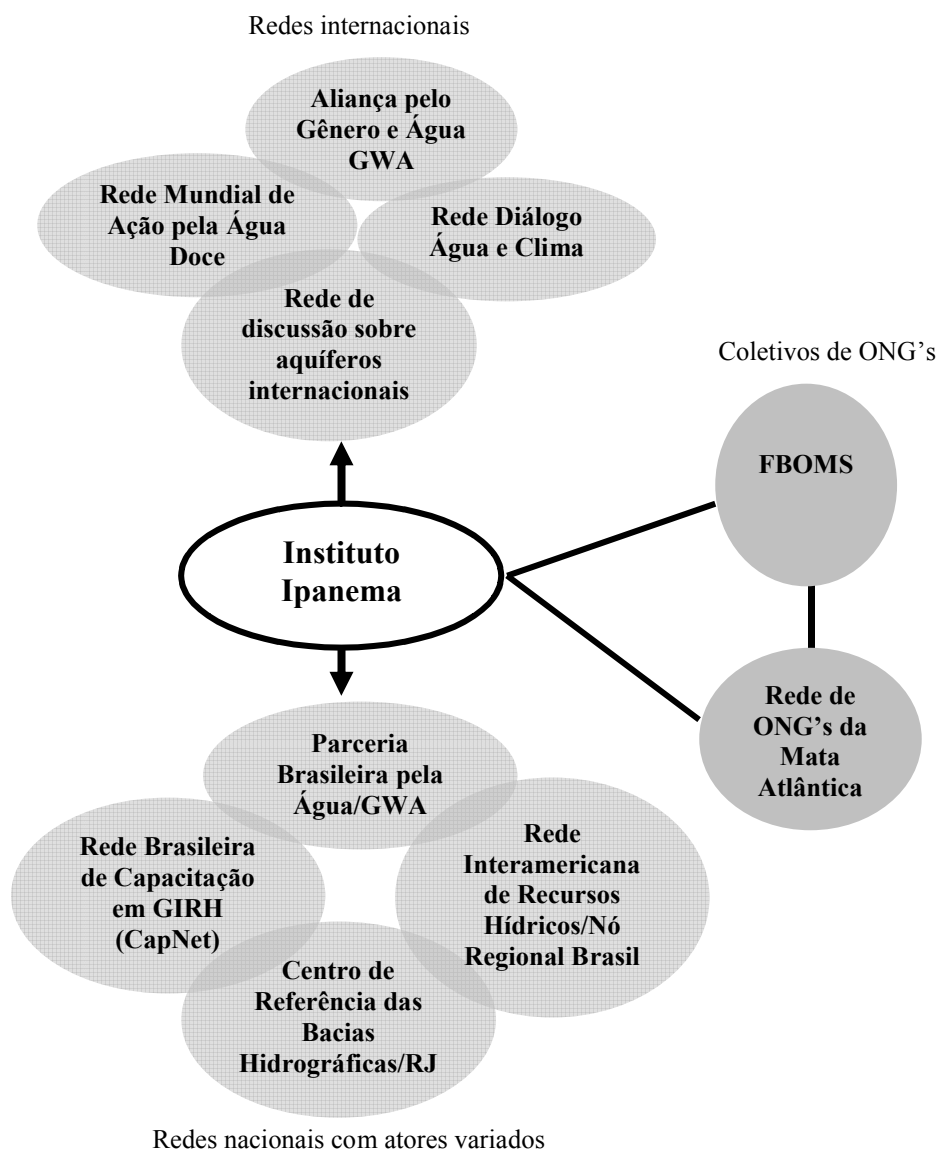 Redes internacionais
Aliança pelo
Gênero e Água
GWA
Rede Mundial de
Ação pela Água
Doce
Rede Diálogo
Água e Clima
Rede de
discussão sobre
aquíferos
internacionais
Coletivos de ONG’s
FBOMS
Instituto
Ipanema
Rede de
ONG’s da
Mata
Atlântica
Parceria
Brasileira pela
Água/GWA
Rede Brasileira
de Capacitação
em GIRH
(CapNet)
Rede
Interamericana
de Recursos
Hídricos/Nó
Regional Brasil
Centro de
Referência das
Bacias
Hidrográficas/RJ
Redes nacionais com atores variados